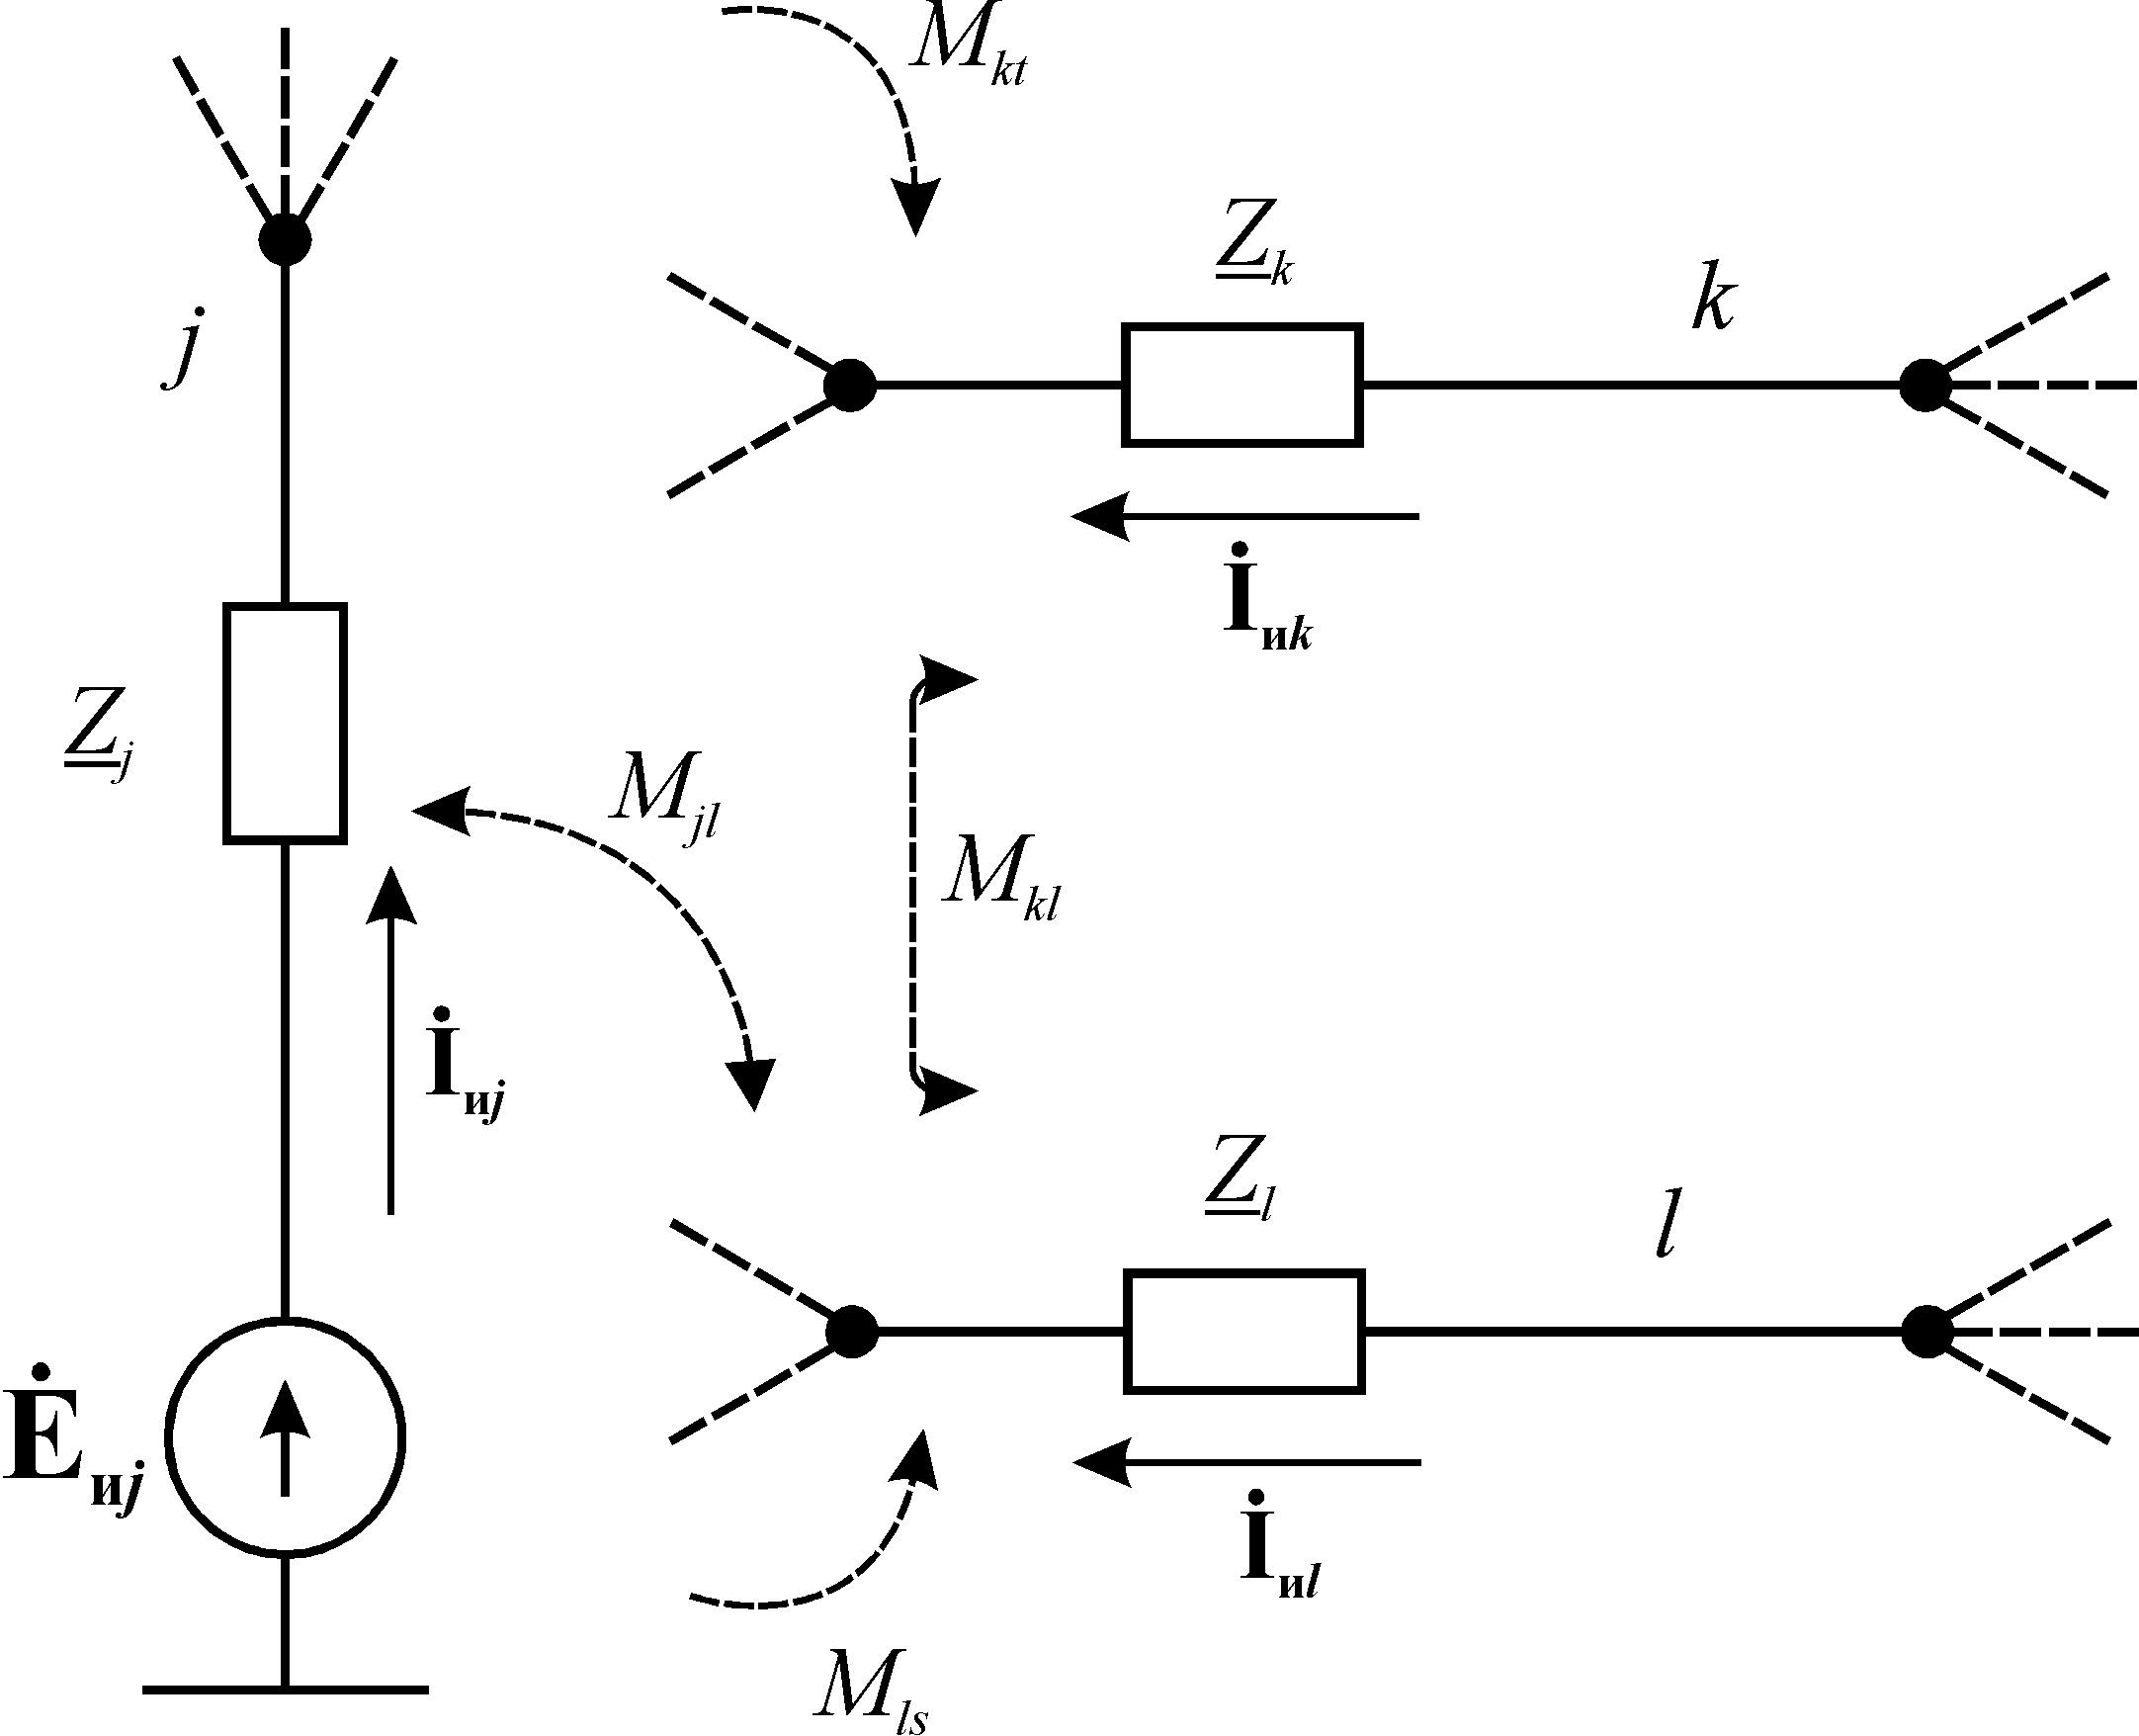 M_kt
Z_k
k
j
İ_иk
Z_j
M_jl
M_kl
İ_иj
Z_l
l
Ė_иj
İ_иl
M_ls